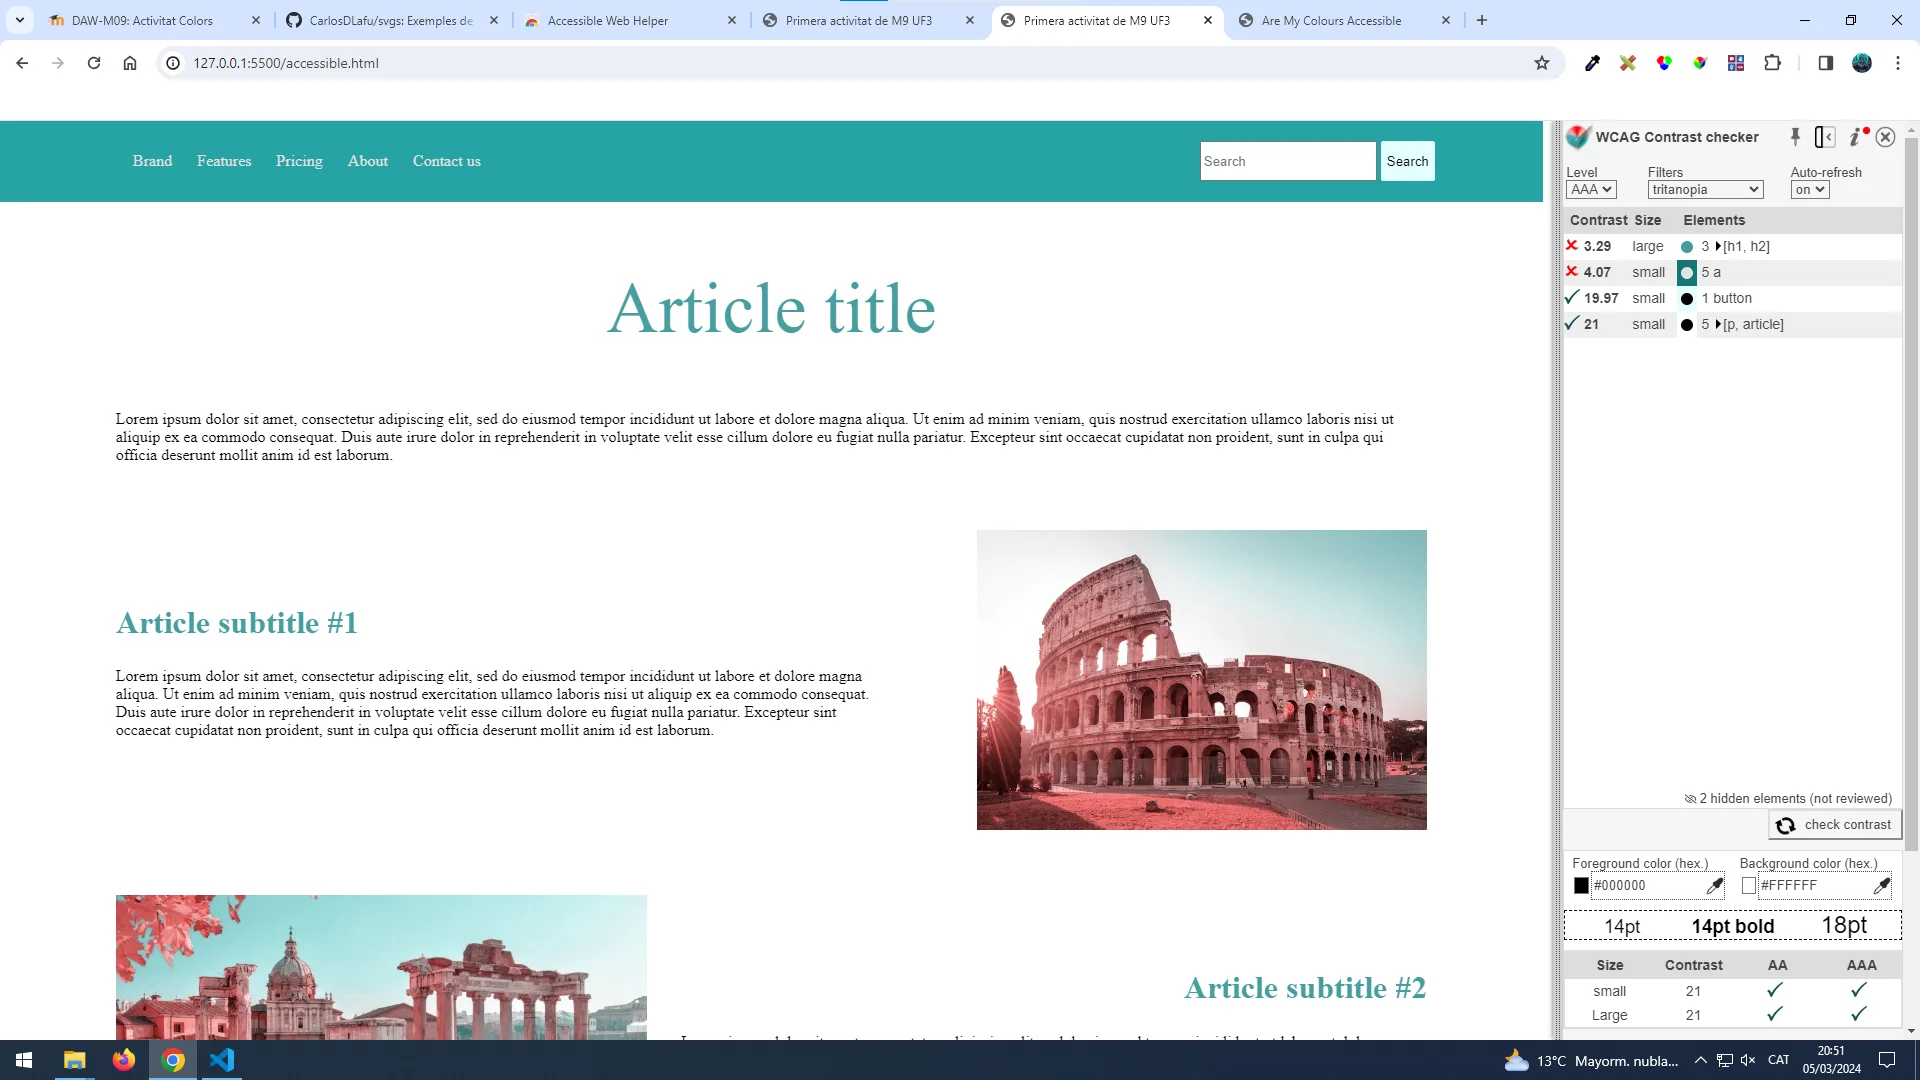 DAW-M09: Activitat Colors
CarlosDLafu/svgs: Exemples de
Accessible Web Helper
Primera activitat de M9 UF3
Primera activitat de M9 UF3
Are My Colours Accessible
127.0.0.1:5500/accessible.html
Brand Features Pricing About Contact us
Search Search
Article title
Lorem ipsum dolor sit amet, consectetur adipiscing elit, sed do eiusmod tempor incididunt ut labore et dolore magna aliqua. Ut enim ad minim veniam, quis nostrud exercitation ullamco laboris nisi ut
aliquip ex ea commodo consequat. Duis aute irure dolor in reprehenderit in voluptate velit esse cillum dolore eu fugiat nulla pariatur. Excepteur sint occaecat cupidatat non proident, sunt in culpa qui
officia deserunt mollit anim id est laborum.
Article subtitle #1
Lorem ipsum dolor sit amet, consectetur adipiscing elit, sed do eiusmod tempor incididunt ut labore et dolore magna
aliqua. Ut enim ad minim veniam, quis nostrud exercitation ullamco laboris nisi ut aliquip ex ea commodo consequat.
Duis aute irure dolor in reprehenderit in voluptate velit esse cillum dolore eu fugiat nulla pariatur. Excepteur sint
occaecat cupidatat non proident, sunt in culpa qui officia deserunt mollit anim id est laborum.
Article subtitle #2
WCAG Contrast checker
Level Filters Auto-refresh
AAA tritanopia on
Contrast Size Elements
3.29 large 3 [h1, h2]
4.07 small 5 a
19.97 small 1 button
21 small 5 [p, article]
2 hidden elements (not reviewed)
check contrast
Foreground color (hex.) Background color (hex.)
#000000 #FFFFFF
14pt 14pt bold 18pt
Size Contrast AA AAA
small 21
Large 21
13°C Mayorm. nubla... CAT 20:51
05/03/2024